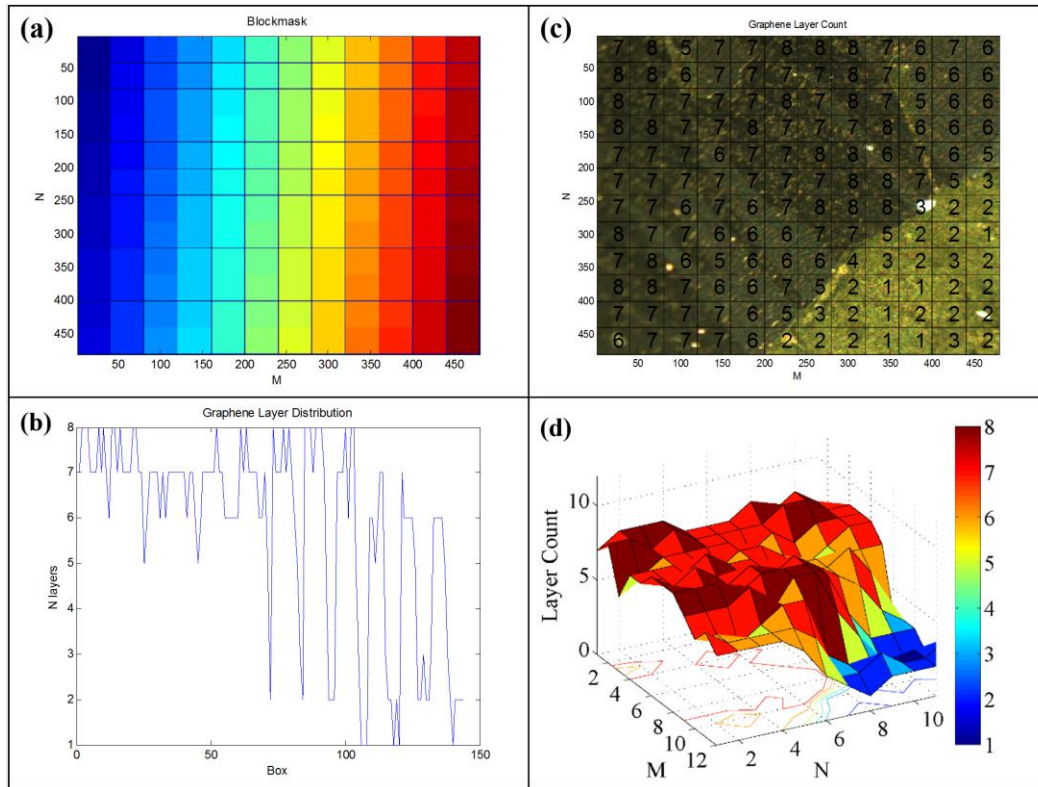 (a)
Blockmask
50
100
150
200
250
300
350
400
450
N
50 100 150 200 250 300 350 400 450
M
(c)
Graphene Layer Count
7 8 5 7 7 8 8 8 7 6 7 6
50
8 8 6 7 7 7 7 8 7 6 6 6
100
8 7 7 7 7 8 7 8 7 5 6 6
150
8 8 7 7 8 7 7 7 8 6 6 6
7 7 7 6 7 7 8 8 6 7 6 5
200
7 7 7 7 7 7 7 8 8 7 5 3
250
7 7 6 7 6 7 8 8 8 3 2 2
300
8 7 7 6 6 6 7 7 5 2 2 1
350
7 8 6 5 6 6 6 4 3 2 3 2
8 8 7 6 6 7 5 2 1 1 2 2
400
7 7 7 7 6 5 3 2 1 2 2 2
450
6 7 7 7 6 2 2 2 1 1 3 2
N
50 100 150 200 250 300 350 400 450
M
(b)
Graphene Layer Distribution
8
7
6
5
4
3
2
1
N layers
0 50 100 150
Box
(d)
10
5
0
Layer Count
2
4
6
8
10
12
M
2 4 6 8 10
N
8
7
6
5
4
3
2
1